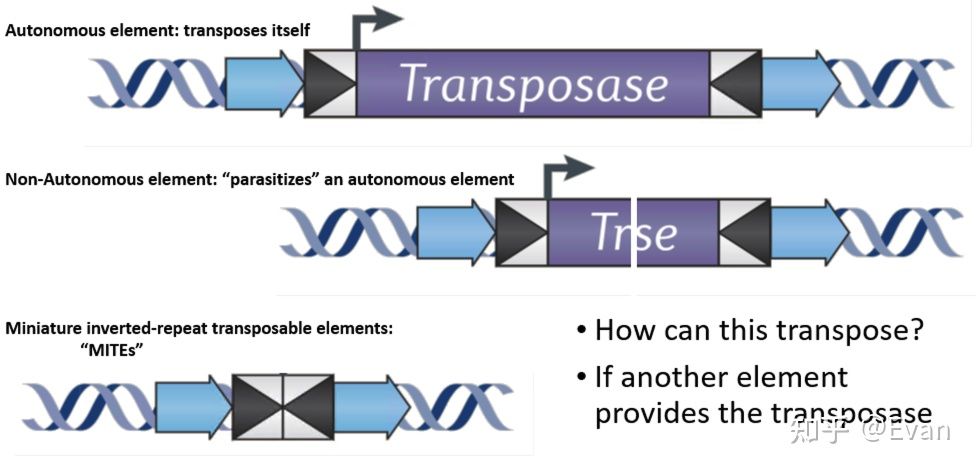 Autonomous element: transposes itself
Transposase
Non-Autonomous element: “parasitizes” an autonomous element
Trse
Miniature inverted-repeat transposable elements:
“MITEs”
• How can this transpose?
• If another element
provides the transposase
知乎 @Evan